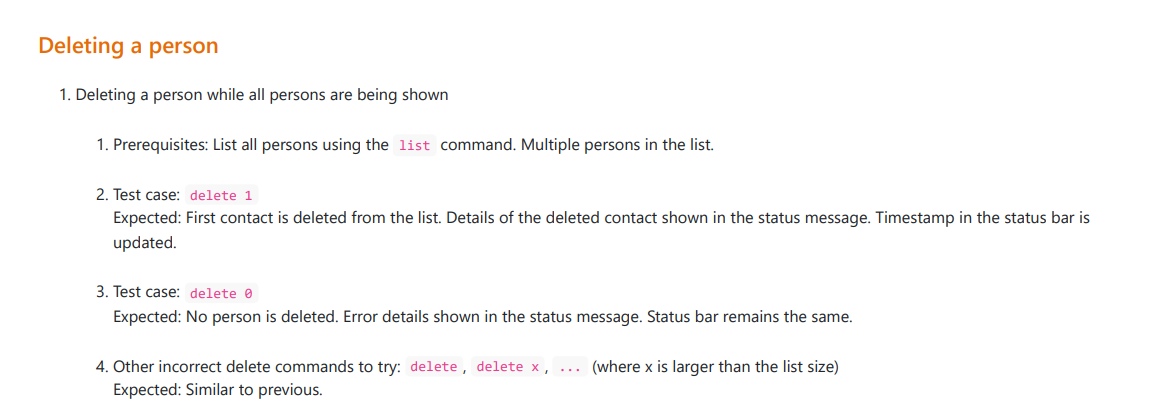 Deleting a person
1. Deleting a person while all persons are being shown
1. Prerequisites: List all persons using the list command. Multiple persons in the list.
2. Test case: delete 1
Expected: First contact is deleted from the list. Details of the deleted contact shown in the status message. Timestamp in the status bar is
updated.
3. Test case: delete 0
Expected: No person is deleted. Error details shown in the status message. Status bar remains the same.
4. Other incorrect delete commands to try: delete, delete x, ... (where x is larger than the list size)
Expected: Similar to previous.